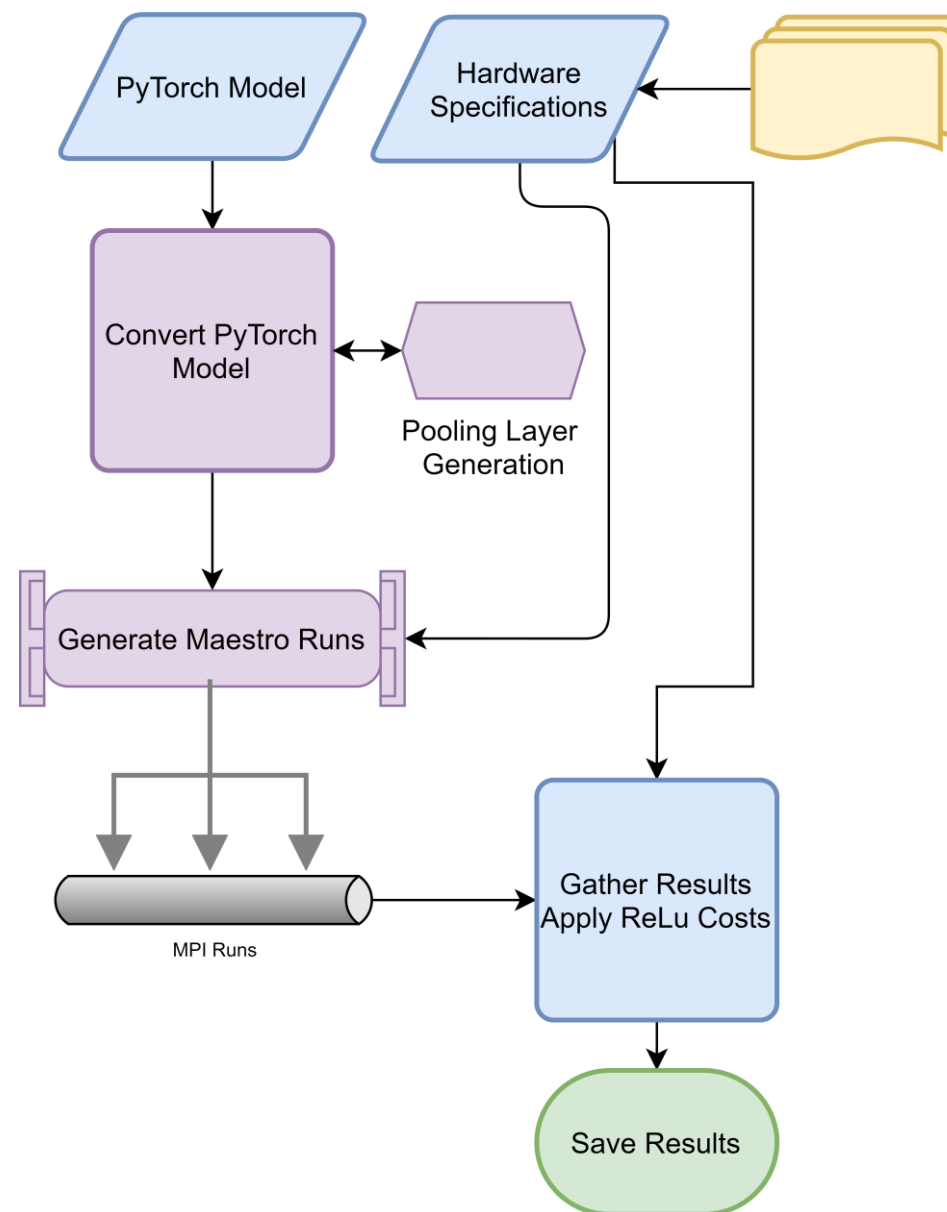 PyTorch Model
Hardware
Specifications
Convert PyTorch
Model
Pooling Layer
Generation
Generate Maestro Runs
MPI Runs
Gather Results
Apply ReLu Costs
Save Results